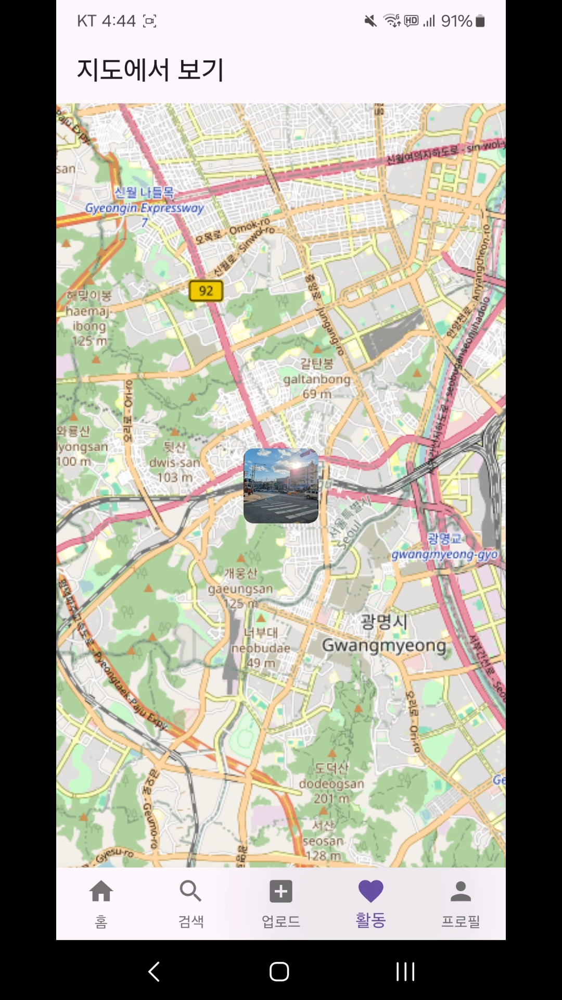 KT 4:44
HD 91%
지도에서 보기
Paju Expy
신월여의지하도로 - sin-wol-y
san
신월 나들목
Gyeongin Expressway
7
오목로 - Omok-ro
신월로 - Sinwol-ro
안양천로 - Anyangcheon-ro
92
해맞이봉
haemaj-
ibong
125 m
중앙로 - Jungang-ro
갈탄봉
galtanbong
69 m
seobuganseonjihadolo
오리로 - Ori-ro
와룡산
lyongsan
100 m
뒷산
dwis-san
103 m
서울특별시
Seoul
광명교
gwangmyeong-gyo
개웅산
gaeungsan
125 m
광명시
Gwangmyeong
너부대
neobudae
49 m
Pyeongtaek-Paju Expy
서부간선로 - Seo
오리로 - Ori-ro
도덕산
dodeogsan
201 m
Ge
금오로 - Geumo-ro
서산
seosan
128 m
Gyesu-ro
홈
검색
업로드
활동
프로필